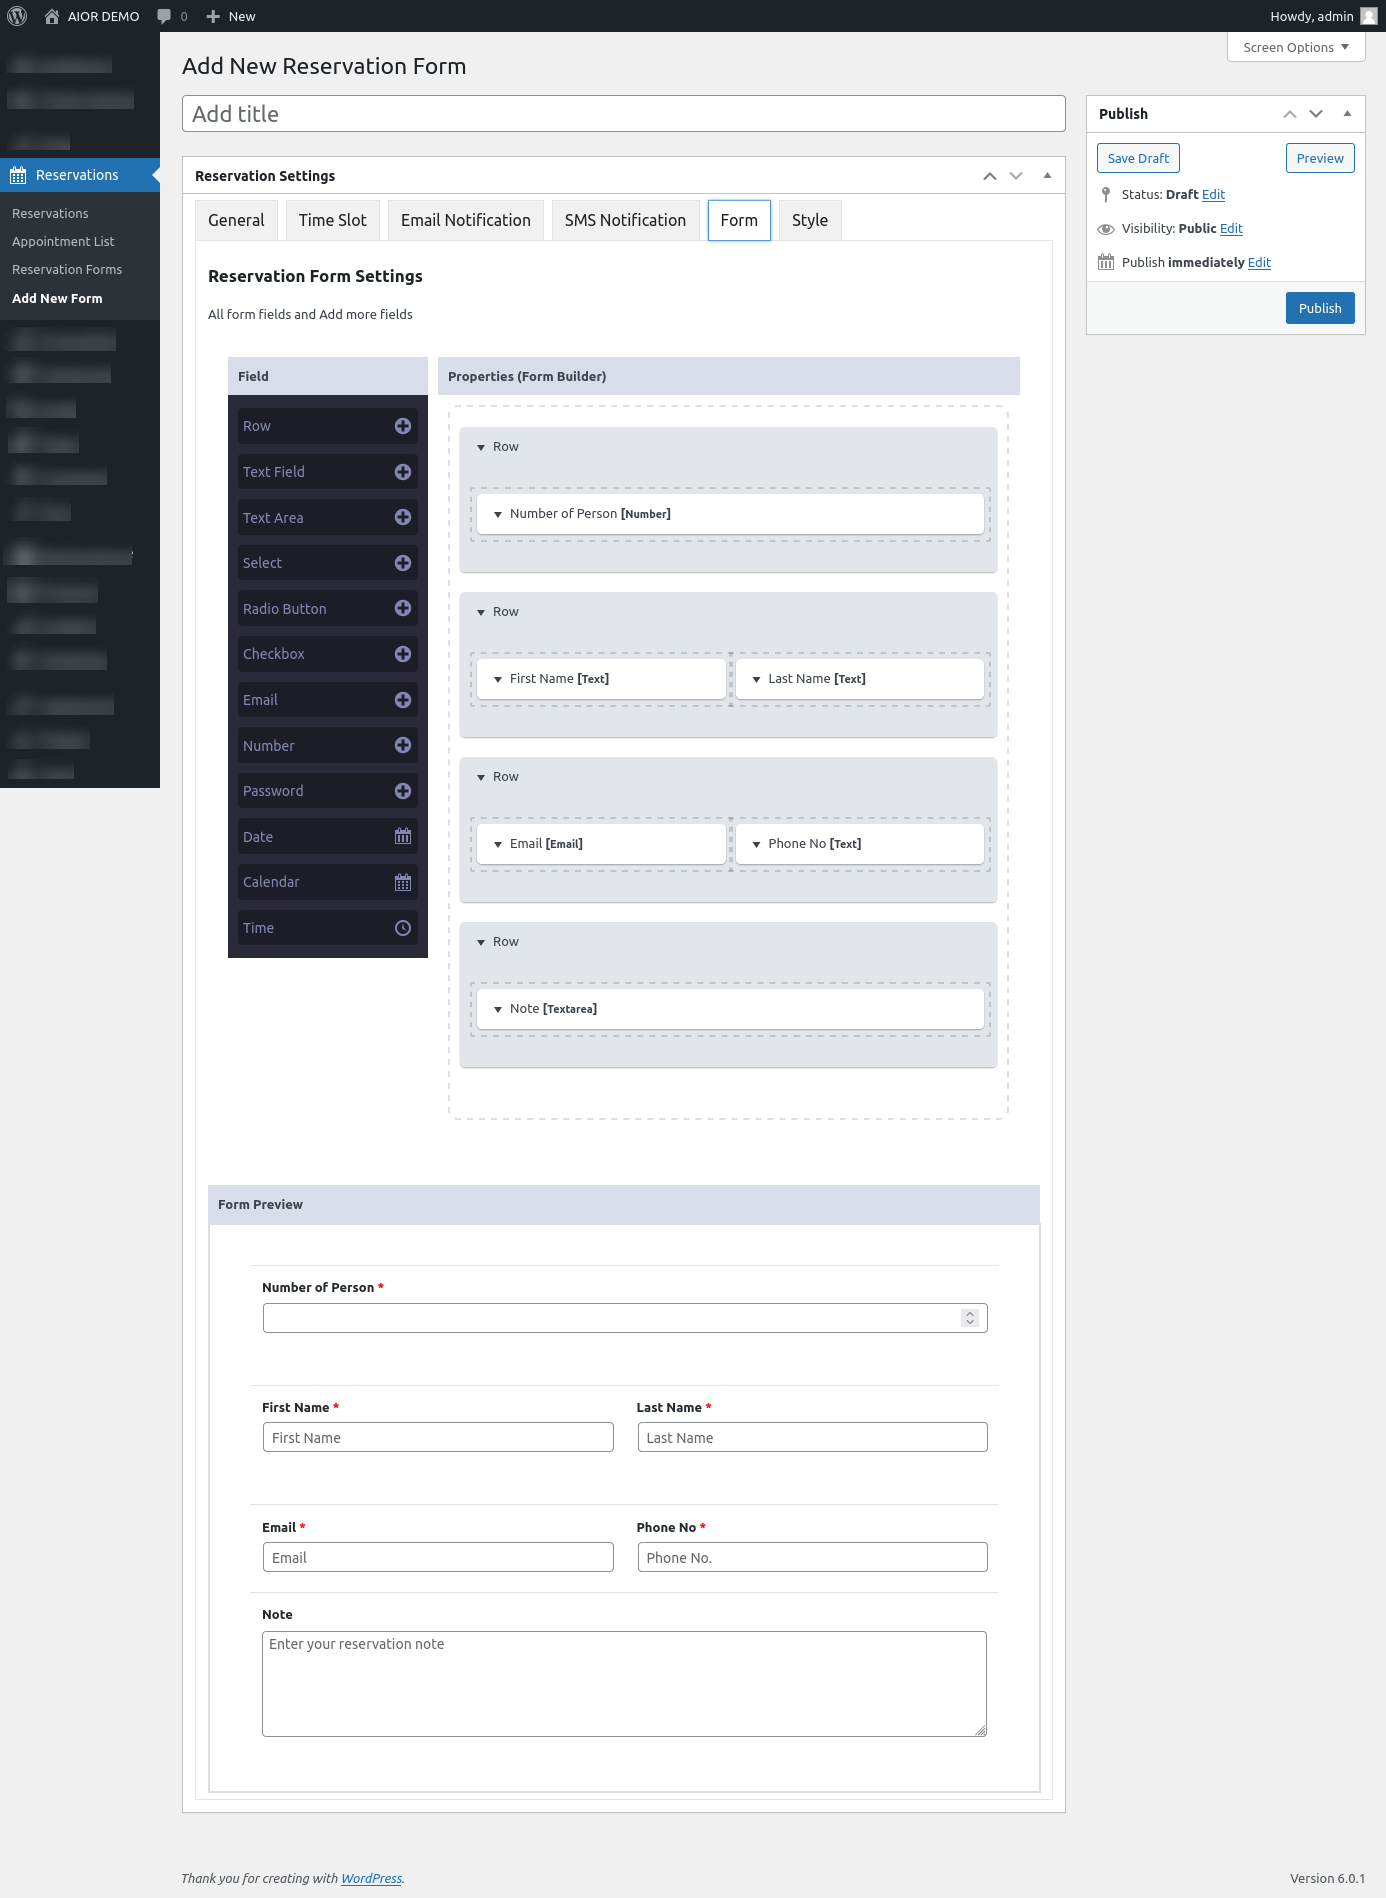 AIOR DEMO 0 New Howdy, admin
Screen Options
Add New Reservation Form
Add title
Reservations
Reservations
Appointment List
Reservation Forms
Add New Form
Reservation Settings
General Time Slot Email Notification SMS Notification Form Style
Reservation Form Settings
All form fields and Add more fields
Field
Row
Text Field
Text Area
Select
Radio Button
Checkbox
Email
Number
Password
Date
Calendar
Time
Properties (Form Builder)
Row
Number of Person [Number]
Row
First Name [Text] Last Name [Text]
Row
Email [Email] Phone No [Text]
Row
Note [Textarea]
Form Preview
Number of Person *
First Name * Last Name *
First Name Last Name
Email * Phone No *
Email Phone No.
Note
Enter your reservation note
Publish
Save Draft Preview
Status: Draft Edit
Visibility: Public Edit
Publish immediately Edit
Publish
Thank you for creating with WordPress. Version 6.0.1